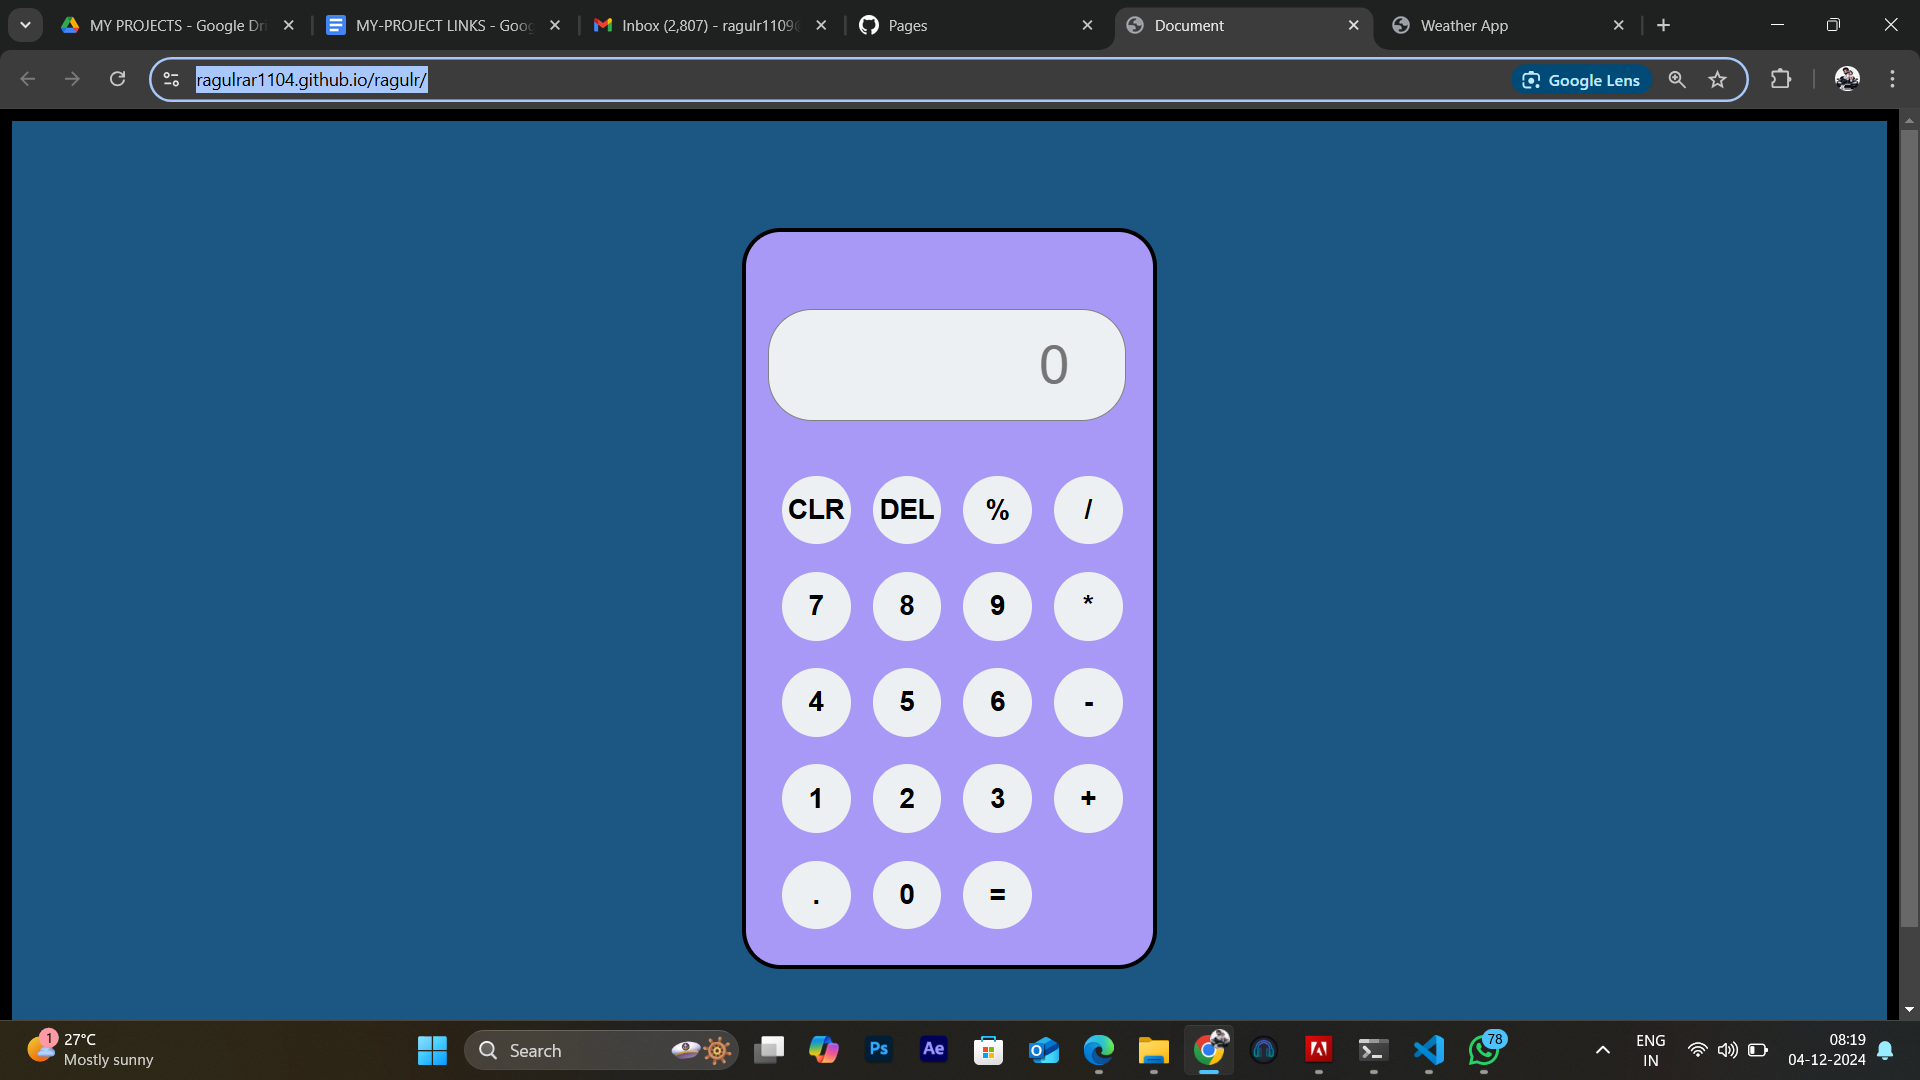 MY PROJECTS - Google Dri
MY-PROJECT LINKS - Goog
Inbox (2,807) - ragulr1109@
Pages
Document
Weather App
ragulrar1104.github.io/ragulr/
Google Lens
0
CLR DEL % /
7 8 9 *
4 5 6 -
1 2 3 +
. 0 =
1
27°C
Mostly sunny
Search
Ps
Ae
78
ENG
IN
08:19
04-12-2024